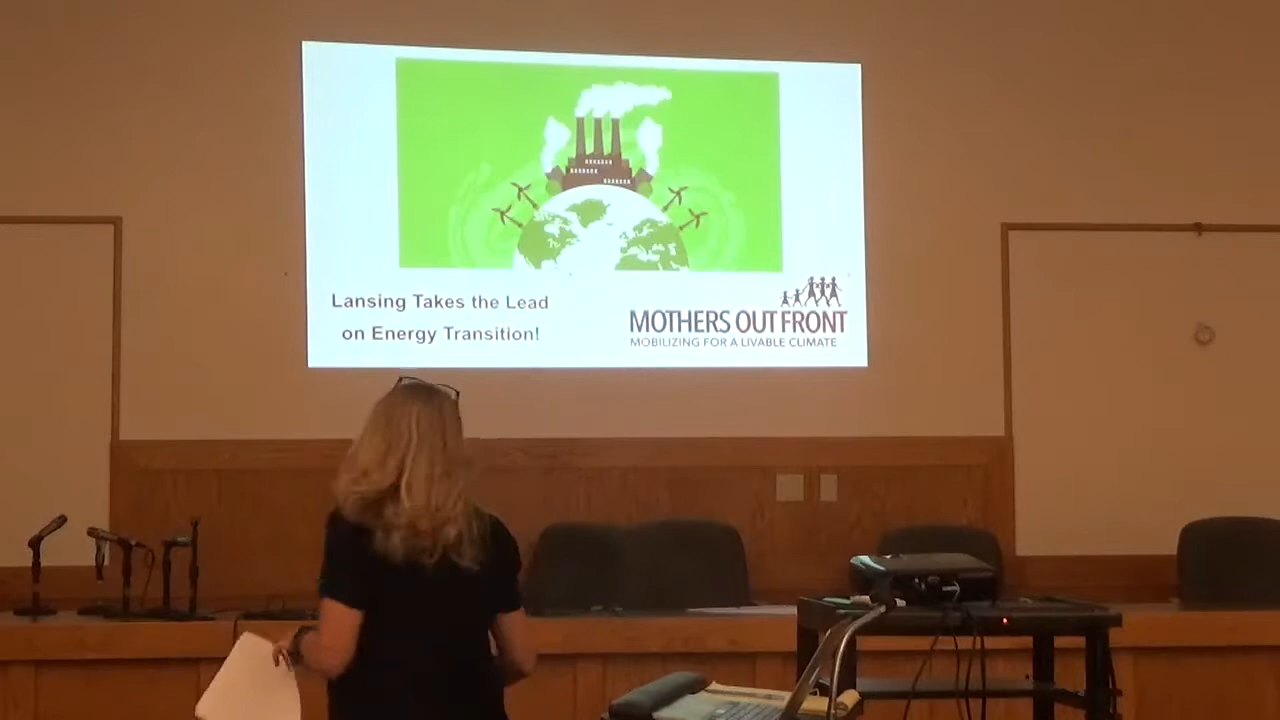 Lansing Takes the Lead
on Energy Transition!
MOTHERS OUT FRONT
MOBILIZING FOR A LIVABLE CLIMATE